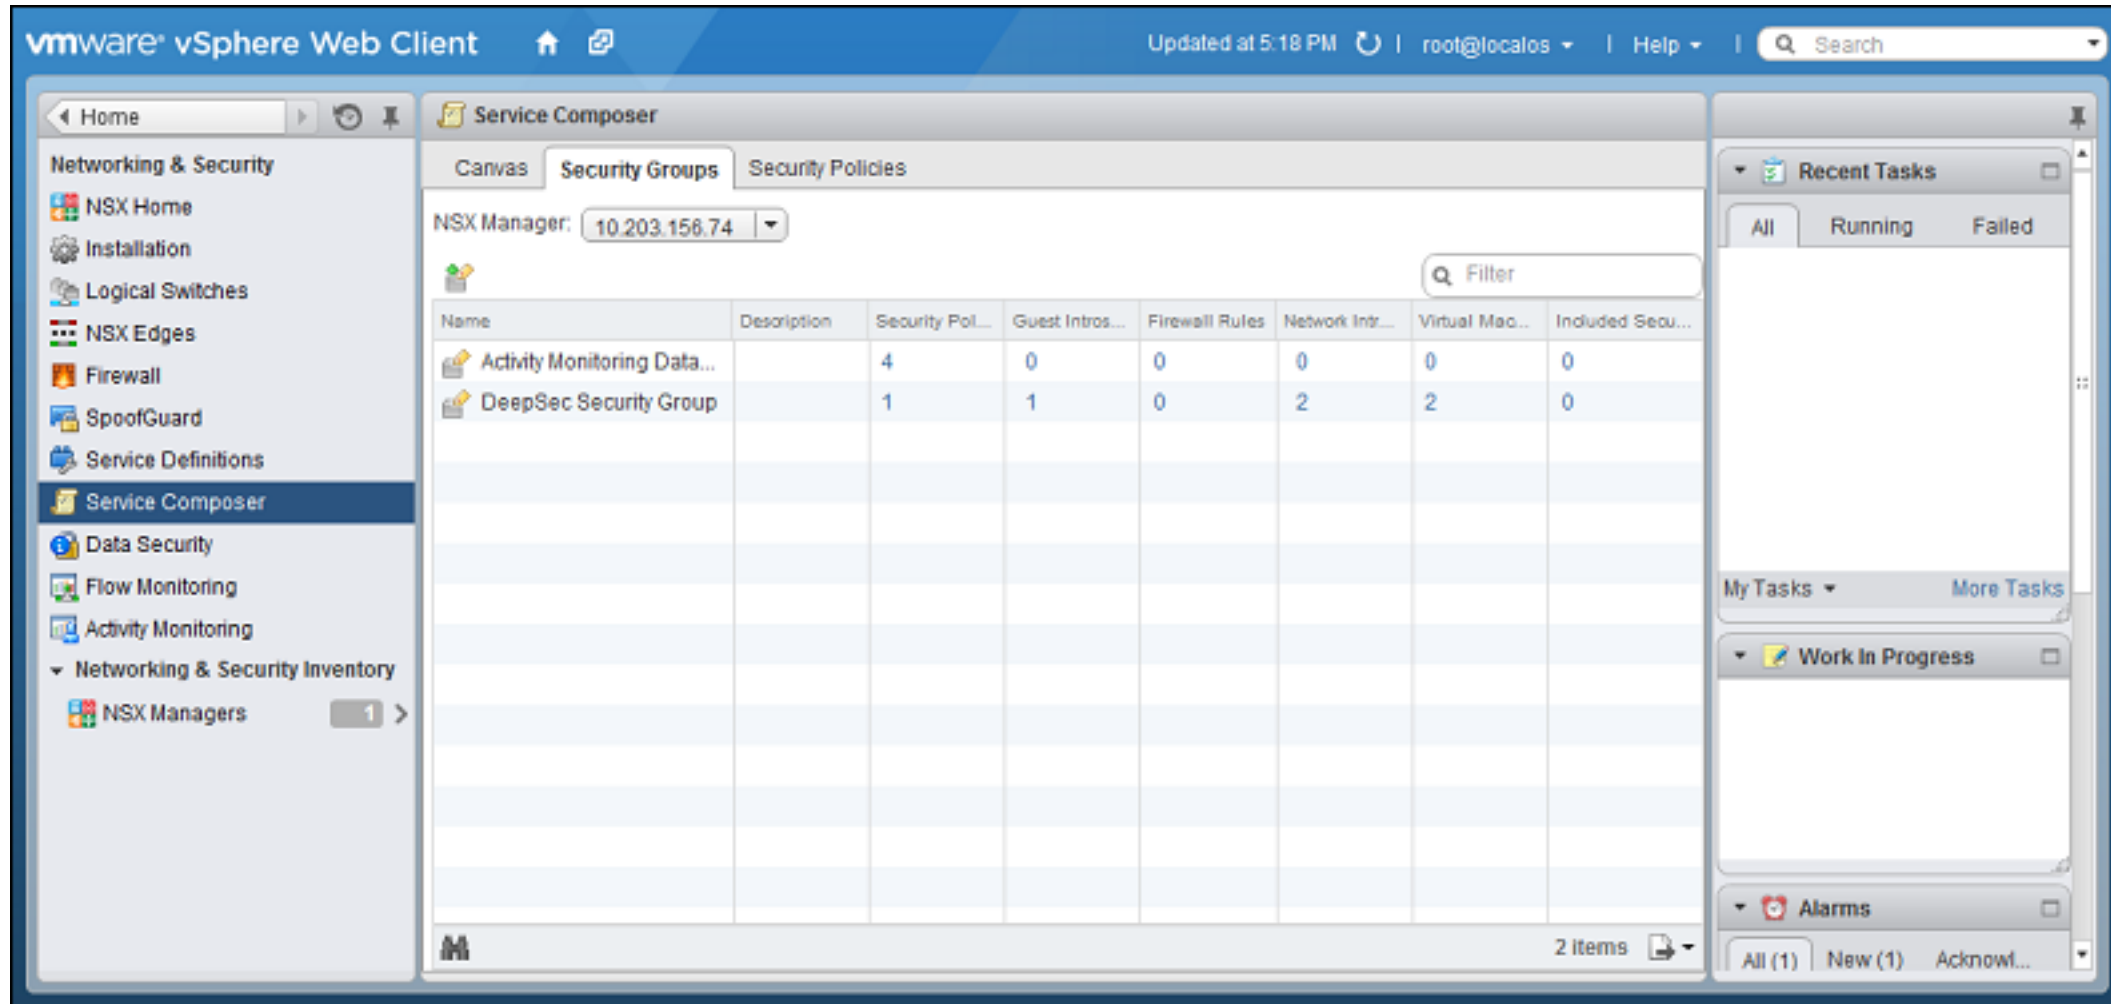 vmware® vSphere Web Client
Updated at 5:18 PM | root@localos | Help | Search
Home
Networking & Security
NSX Home
Installation
Logical Switches
NSX Edges
Firewall
SpoofGuard
Service Definitions
Service Composer
Data Security
Flow Monitoring
Activity Monitoring
Networking & Security Inventory
NSX Managers 1
Service Composer
Canvas Security Groups Security Policies
NSX Manager: 10.203.156.74
Filter
Name Description Security Pol... Guest Intros... Firewall Rules Network Intr... Virtual Mac... Included Secu...
Activity Monitoring Data... 4 0 0 0 0 0
DeepSec Security Group 1 1 0 2 2 0
2 items
Recent Tasks
All Running Failed
My Tasks More Tasks
Work In Progress
Alarms
All (1) New (1) Acknowl...